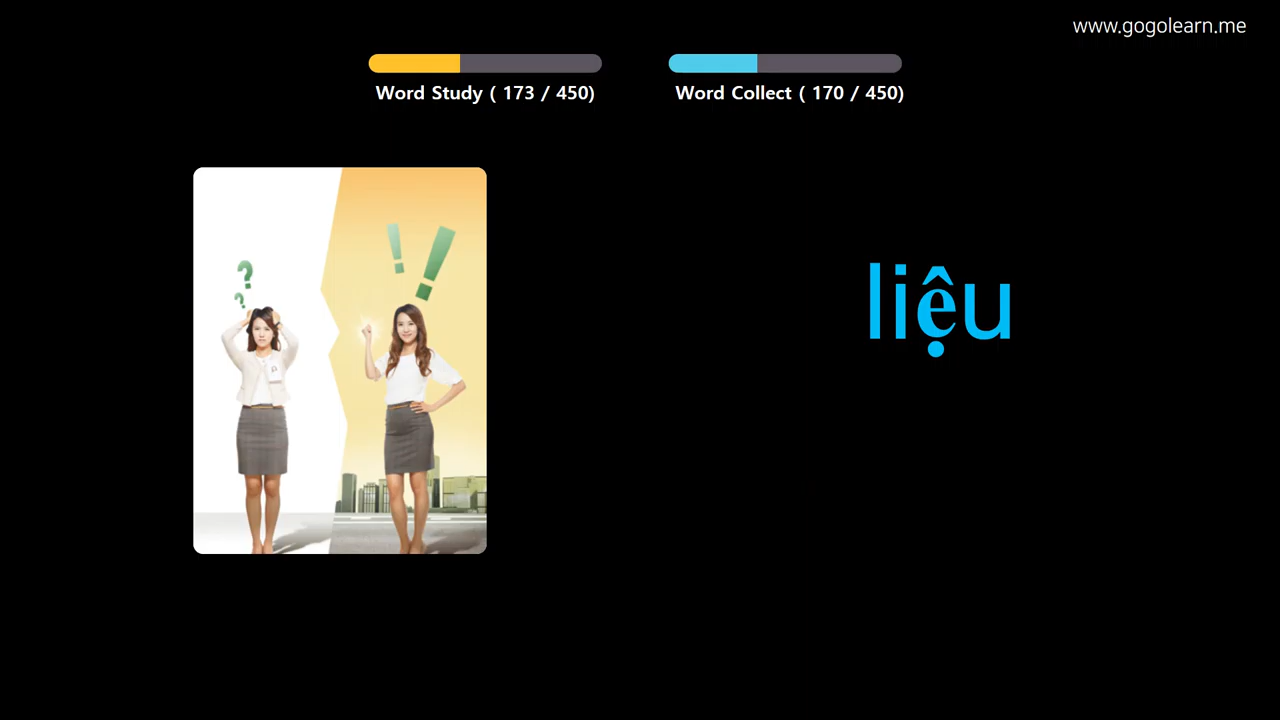 www.gogolearn.me
Word Study ( 173 / 450)
Word Collect ( 170 / 450)
? ?
! !
liệu